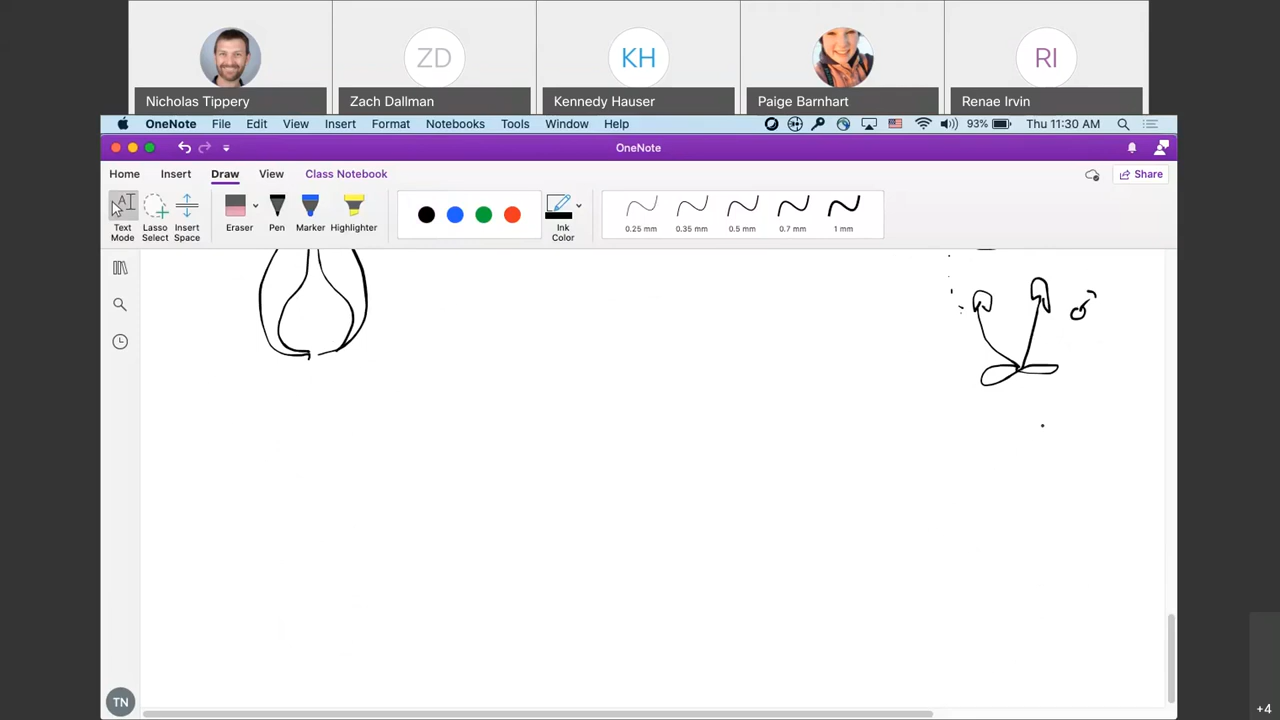 ZD
KH
RI
Nicholas Tippery
Zach Dallman
Kennedy Hauser
Paige Barnhart
Renae Irvin
OneNote File Edit View Insert Format Notebooks Tools Window Help 93% Thu 11:30 AM
OneNote
Home Insert Draw View Class Notebook Share
Text Mode
Lasso Select
Insert Space
Eraser
Pen
Marker
Highlighter
Ink Color
0.25 mm
0.35 mm
0.5 mm
0.7 mm
1 mm
♂
TN
+4